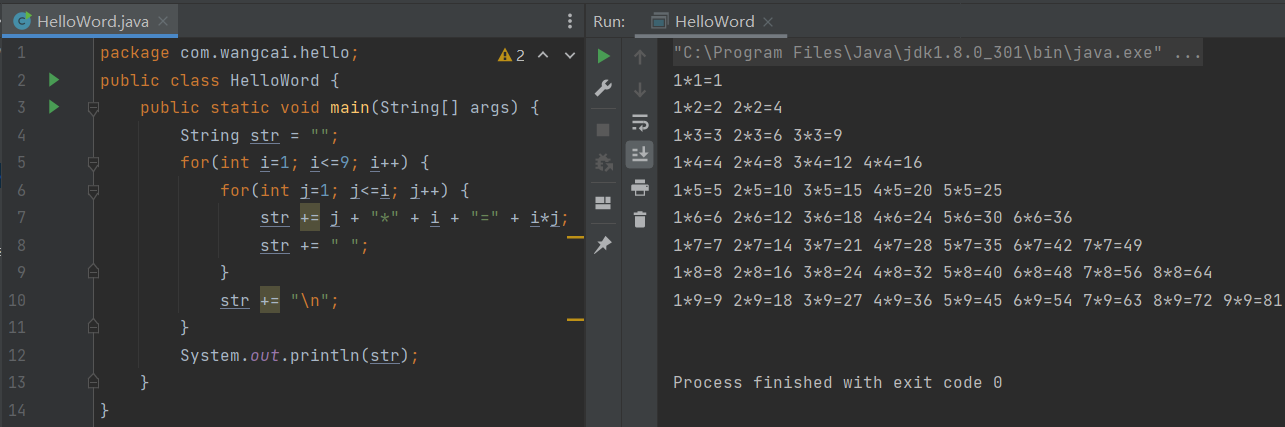 HelloWord.java
1 package com.wangcai.hello; 2
2 public class HelloWord {
3 public static void main(String[] args) {
4 String str = "";
5 for(int i=1; i<=9; i++) {
6 for(int j=1; j<=i; j++) {
7 str += j + "*" + i + "=" + i*j;
8 str += " ";
9 }
10 str += "\n";
11 }
12 System.out.println(str);
13 }
14 }
Run: HelloWord
"C:\Program Files\Java\jdk1.8.0_301\bin\java.exe" ...
1*1=1
1*2=2 2*2=4
1*3=3 2*3=6 3*3=9
1*4=4 2*4=8 3*4=12 4*4=16
1*5=5 2*5=10 3*5=15 4*5=20 5*5=25
1*6=6 2*6=12 3*6=18 4*6=24 5*6=30 6*6=36
1*7=7 2*7=14 3*7=21 4*7=28 5*7=35 6*7=42 7*7=49
1*8=8 2*8=16 3*8=24 4*8=32 5*8=40 6*8=48 7*8=56 8*8=64
1*9=9 2*9=18 3*9=27 4*9=36 5*9=45 6*9=54 7*9=63 8*9=72 9*9=81
Process finished with exit code 0